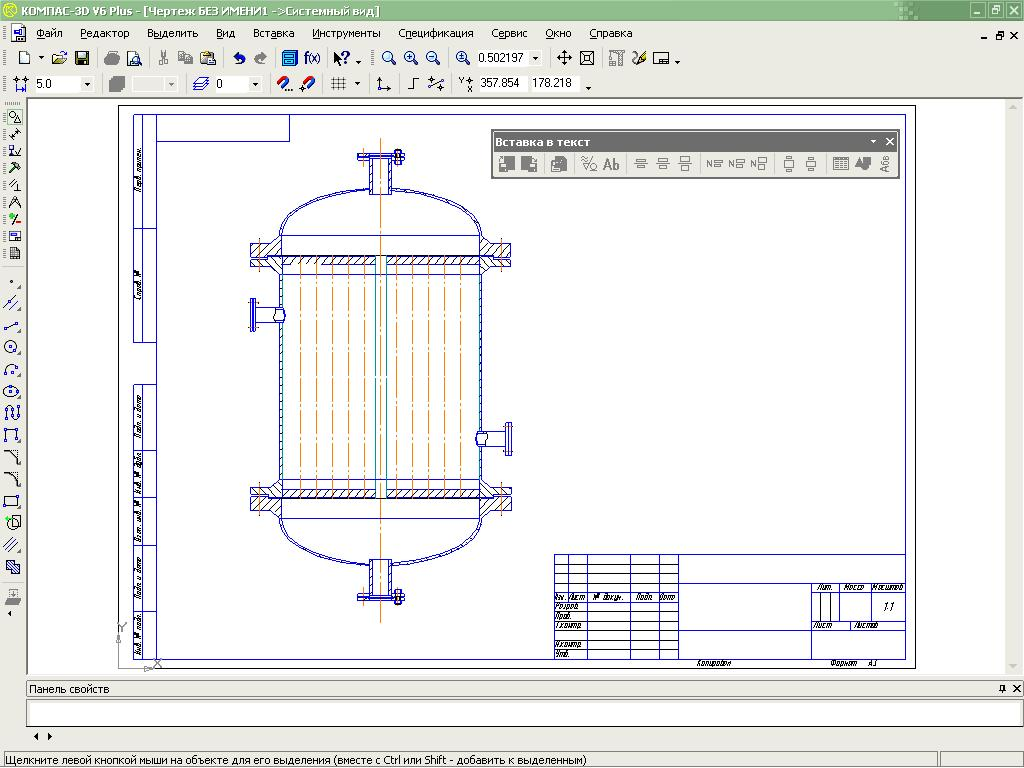 КОМПАС-3D V6 Plus - [Чертеж БЕЗ ИМЕНИ1 ->Системный вид]
Файл Редактор Выделить Вид Вставка Инструменты Спецификация Сервис Окно Справка
f(x) ? 0.502197
5.0 0 357.854 178.218
Вставка в текст
Ab
Перв. примен.
Справ. №
Подп. и дата
Инв. № дубл.
Взам. инв. №
Подп. и дата
Инв. № подл.
Лит. Масса Масштаб
Изм. Лист № докум. Подп. Дата
1:1
Разраб.
Пров.
Т.контр.
Лист Листов
Н.контр.
Утв.
Копировал Формат А3
Y
X
Панель свойств
Щелкните левой кнопкой мыши на объекте для его выделения (вместе с Ctrl или Shift - добавить к выделенным)